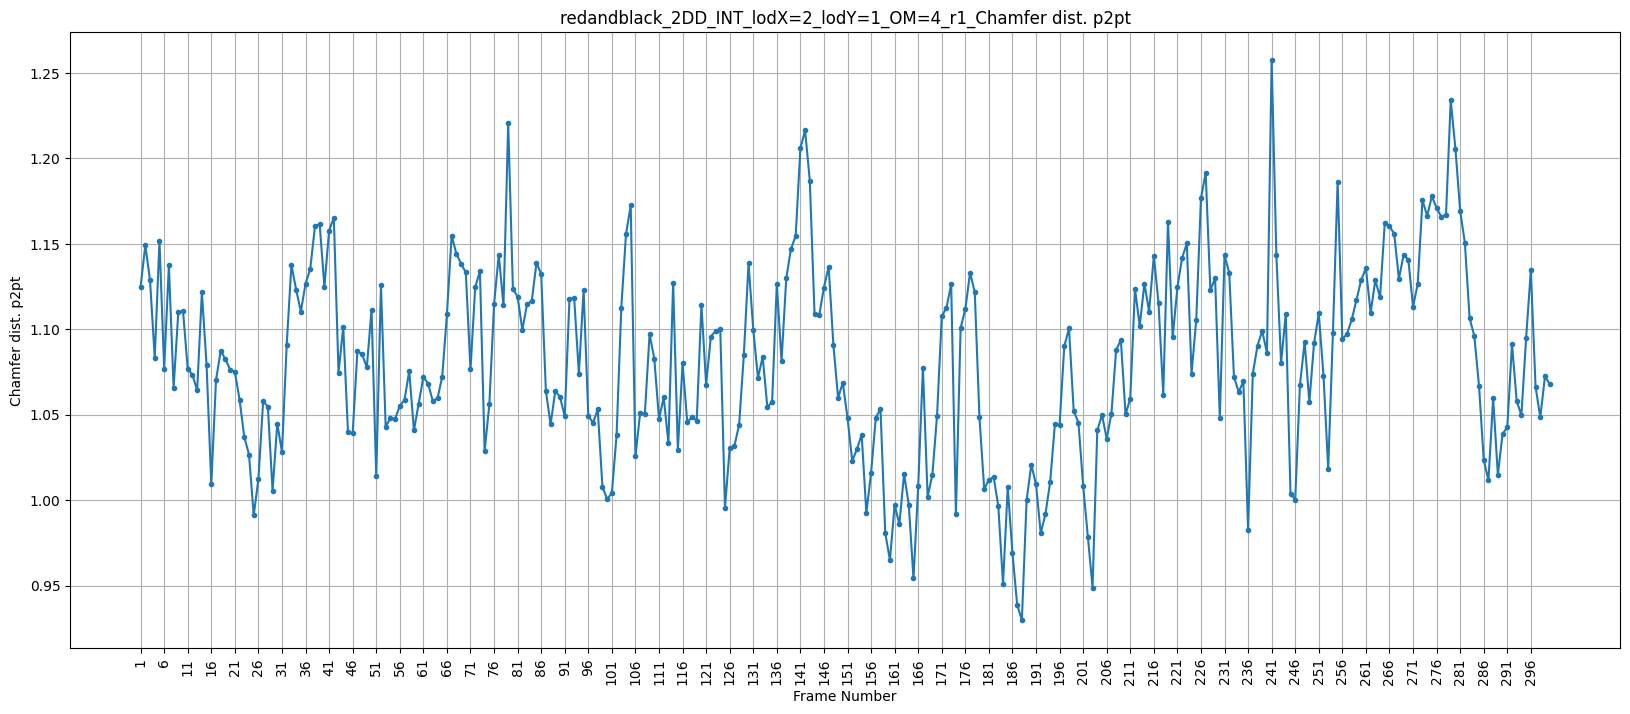 redandblack_2DD_INT_lodX=2_lodY=1_OM=4_r1_Chamfer dist. p2pt
1.25
1.20
1.15
1.10
1.05
1.00
0.95
Chamfer dist. p2pt
1 6 11 16 21 26 31 36 41 46 51 56 61 66 71 76 81 86 91 96 101 106 111 116 121 126 131 136 141 146 151 156 161 166 171 176 181 186 191 196 201 206 211 216 221 226 231 236 241 246 251 256 261 266 271 276 281 286 291 296
Frame Number